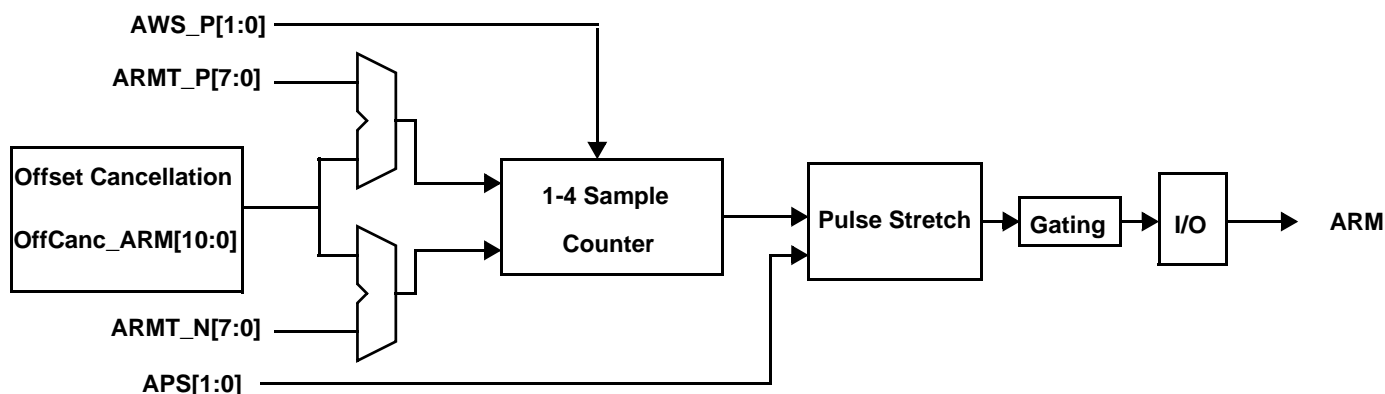 AWS_P[1:0]
ARMT_P[7:0]
Offset Cancellation
OffCanc_ARM[10:0]
ARMT_N[7:0]
APS[1:0]
1-4 Sample
Counter
Pulse Stretch
Gating
I/O
ARM